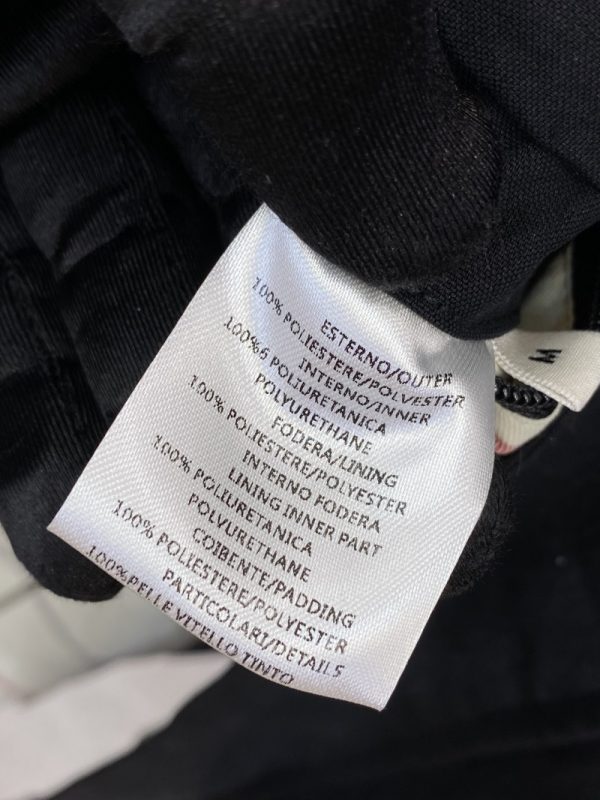 ESTERNO/OUTER
100% POLIESTERE/POLYESTER
INTERNO/INNER
100%6 POLIURETANICA
POLYURETHANE
FODERA/LINING
100% POLIESTERE/POLYESTER
INTERNO FODERA
LINING INNER PART
100% POLIURETANICA
POLVURETHANE
COIBENTE/PADDING
100% POLIESTERE/POLYESTER
PARTICOLARI/DETAILS
100%PELLE VITELLO TINTO
M